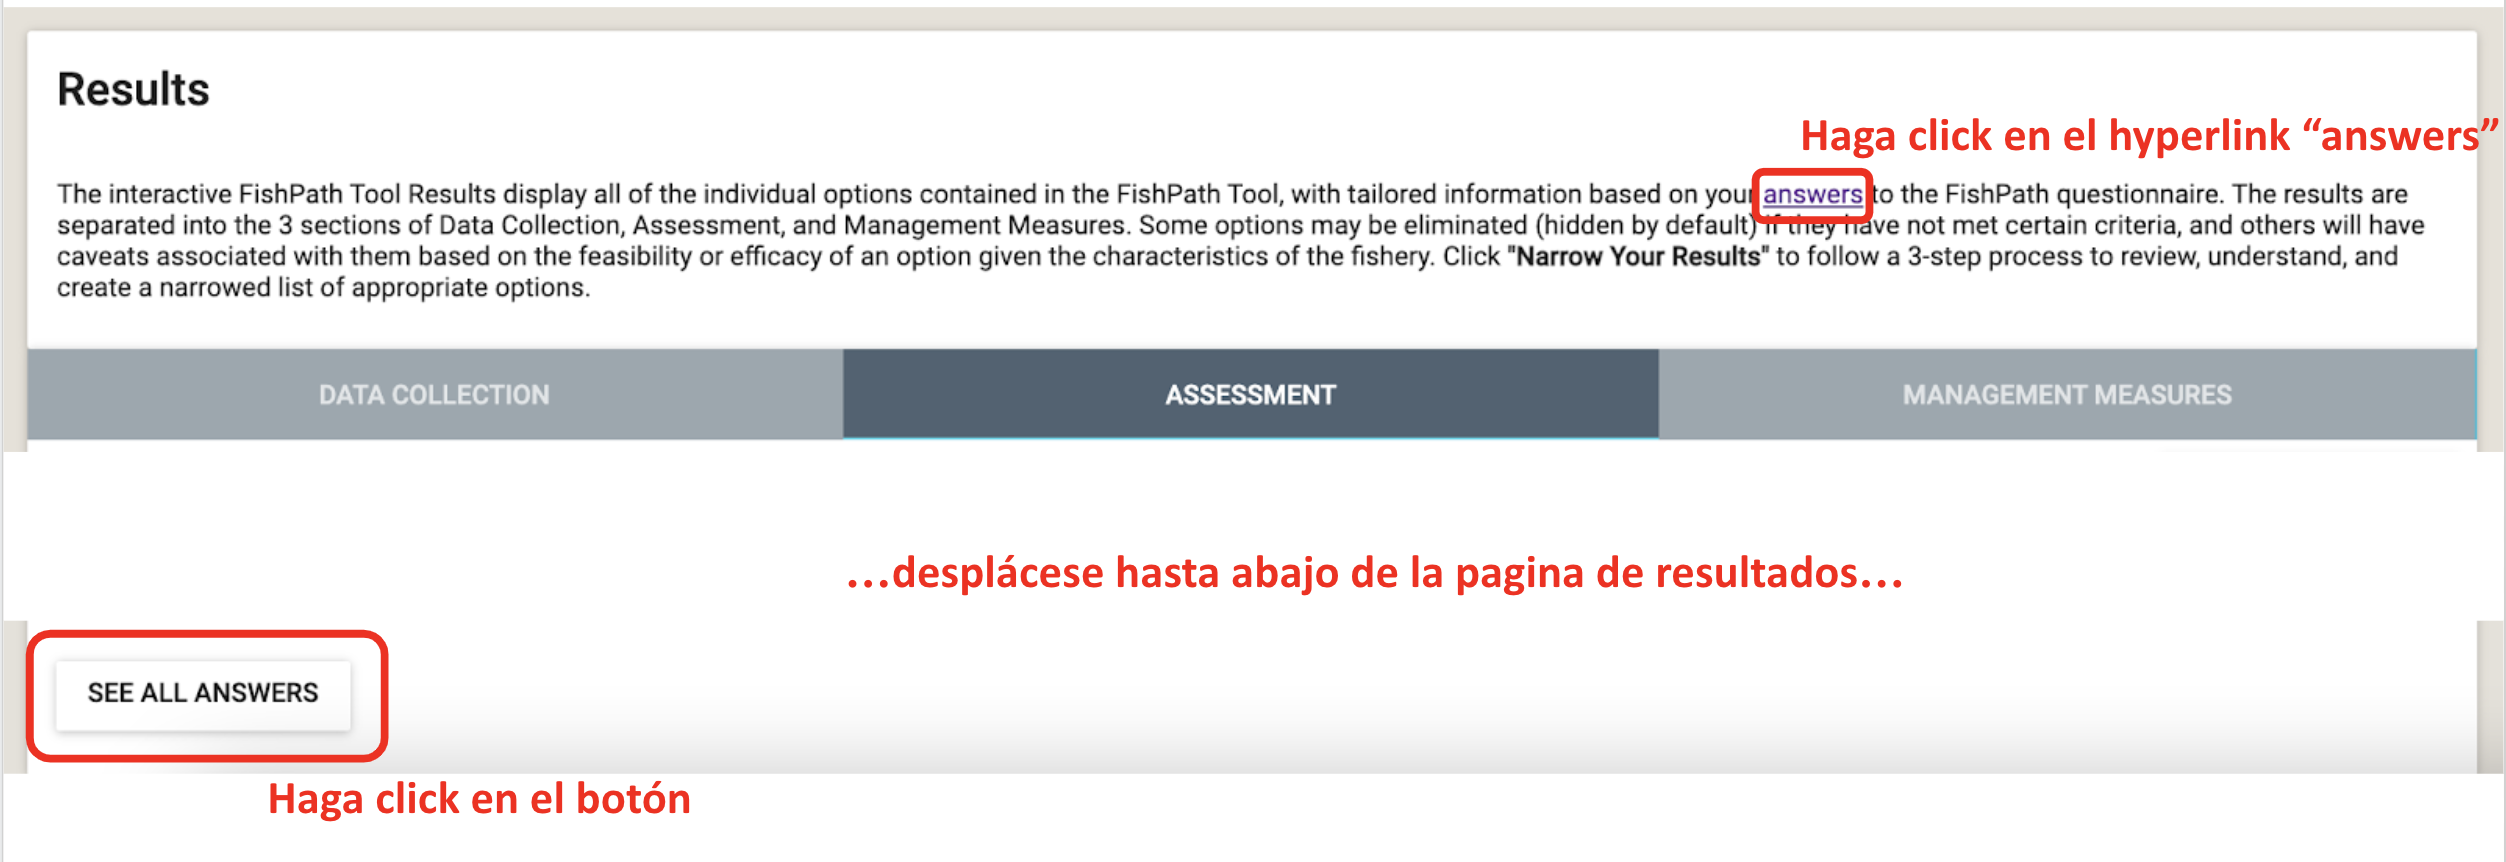 Results
Haga click en el hyperlink “answers”
The interactive FishPath Tool Results display all of the individual options contained in the FishPath Tool, with tailored information based on your answers to the FishPath questionnaire. The results are
separated into the 3 sections of Data Collection, Assessment, and Management Measures. Some options may be eliminated (hidden by default) if they have not met certain criteria, and others will have
caveats associated with them based on the feasibility or efficacy of an option given the characteristics of the fishery. Click "Narrow Your Results" to follow a 3-step process to review, understand, and
create a narrowed list of appropriate options.
DATA COLLECTION
ASSESSMENT
MANAGEMENT MEASURES
...desplácese hasta abajo de la pagina de resultados...
SEE ALL ANSWERS
Haga click en el botón